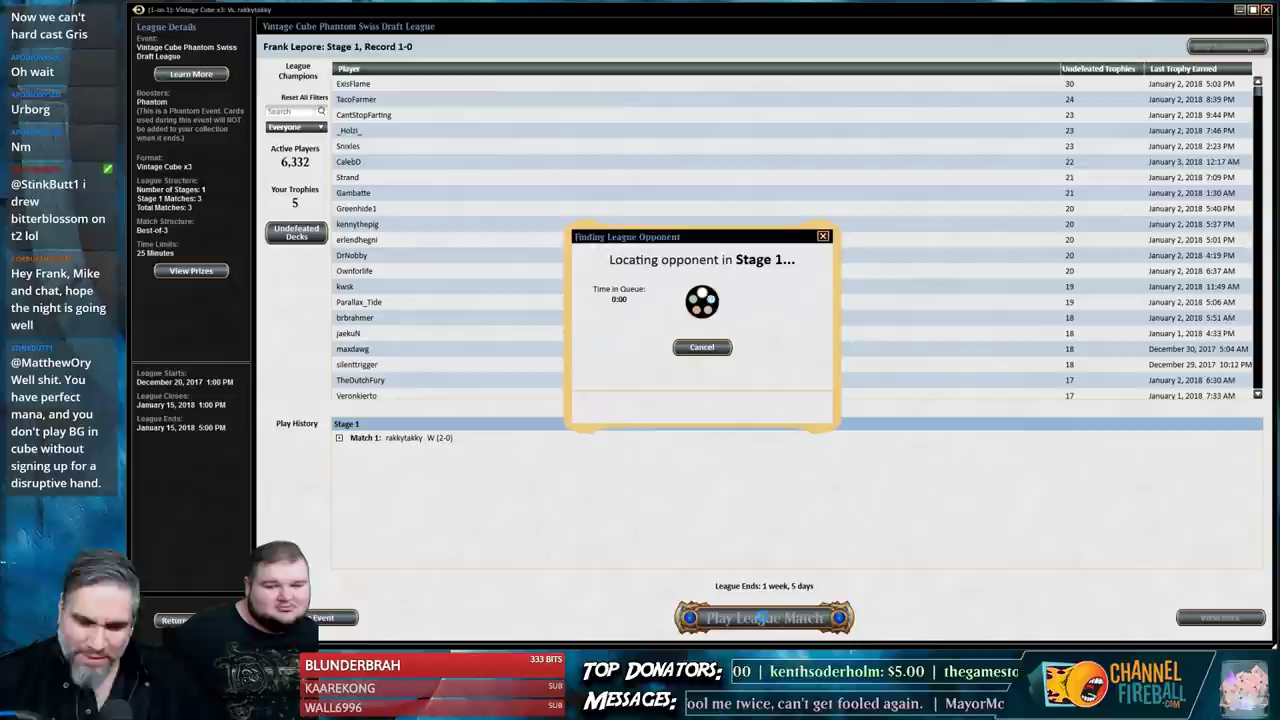 Now we can't
hard cast Gris
Oh wait
Urborg
Nm
@StinkButt1 i
drew
bitterblossom on
t2 lol
Hey Frank, Mike
and chat, hope
the night is going
well
STINKBUTT1
@MatthewOry
Well shit. You
have perfect
mana, and you
don't play BG in
cube without
signing up for a
disruptive hand.
(1-on-1) Vintage Cube x3: Vs. rakkytakky
League Details
Event:
Vintage Cube Phantom Swiss
Draft League
Learn More
Boosters:
Phantom
(This is a Phantom Event. Cards
used during this event will NOT
be added to your collection
when it ends.)
Format:
Vintage Cube x3
League Structure:
Number of Stages: 1
Stage 1 Matches: 3
Total Matches: 3
Match Structure:
Best-of-3
Time Limits:
25 Minutes
View Prizes
League Starts:
December 20, 2017 1:00 PM
League Closes:
January 15, 2018 1:00 PM
League Ends:
January 15, 2018 5:00 PM
Vintage Cube Phantom Swiss Draft League
Frank Lepore: Stage 1, Record 1-0
League
Champions
Reset All Filters
Search
Everyone
Active Players
6,332
Your Trophies
5
Undefeated
Decks
Player Undefeated Trophies Last Trophy Earned
ExisFlame 30 January 2, 2018 5:03 PM
TacoFarmer 24 January 2, 2018 8:39 PM
CantStopFarting 23 January 2, 2018 9:44 PM
_Holzi_ 23 January 2, 2018 7:46 PM
Snixles 23 January 2, 2018 2:23 PM
CalebD 22 January 3, 2018 12:17 AM
Strand 21 January 2, 2018 7:09 PM
Gambatte 21 January 2, 2018 1:30 AM
Greenhide1 20 January 2, 2018 5:40 PM
kennythepig 20 January 2, 2018 5:37 PM
erlendhegni 20 January 2, 2018 5:01 PM
DrNobby 20 January 2, 2018 4:19 PM
Ownforlife 20 January 2, 2018 6:37 AM
kwsk 19 January 2, 2018 11:49 AM
Parallax_Tide 19 January 2, 2018 5:06 AM
brbrahmer 18 January 2, 2018 5:51 AM
jaekuN 18 January 1, 2018 4:33 PM
maxdawg 18 December 30, 2017 5:04 AM
silenttrigger 18 December 29, 2017 10:12 PM
TheDutchFury 17 January 2, 2018 6:30 AM
Veronkierto 17 January 1, 2018 7:33 AM
Finding League Opponent
Locating opponent in Stage 1...
Time in Queue:
0:00
Cancel
Play History
Stage 1
Match 1: rakkytakky W (2-0)
League Ends: 1 week, 5 days
Play League Match
Event
BLUNDERBRAH 333 BITS
KAAREKONG SUB
WALL6996 SUB
TOP DONATORS: 00 | kenthsoderholm: $5.00 | thegamesto
MESSAGES: ool me twice, can't get fooled again. | MayorMc
CHANNEL
FIREBALL
.COM